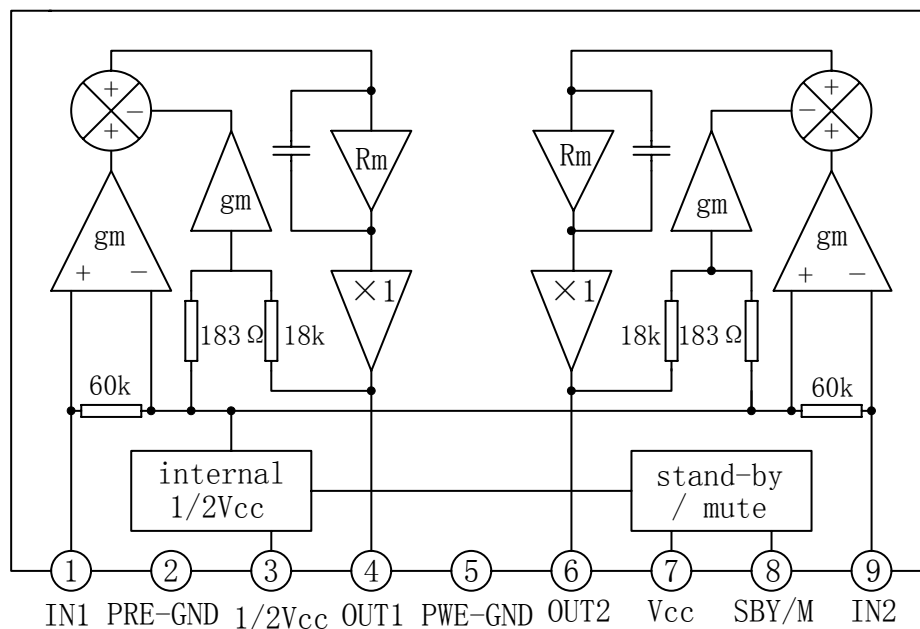 +
−
+
+
−
+
Rm
Rm
gm
gm
gm
gm
+ −
+ −
×1
×1
183Ω
18k
18k
183Ω
60k
60k
internal
1/2Vcc
stand-by
/ mute
1
2
3
4
5
6
7
8
9
IN1
PRE-GND
1/2Vcc
OUT1
PWE-GND
OUT2
Vcc
SBY/M
IN2